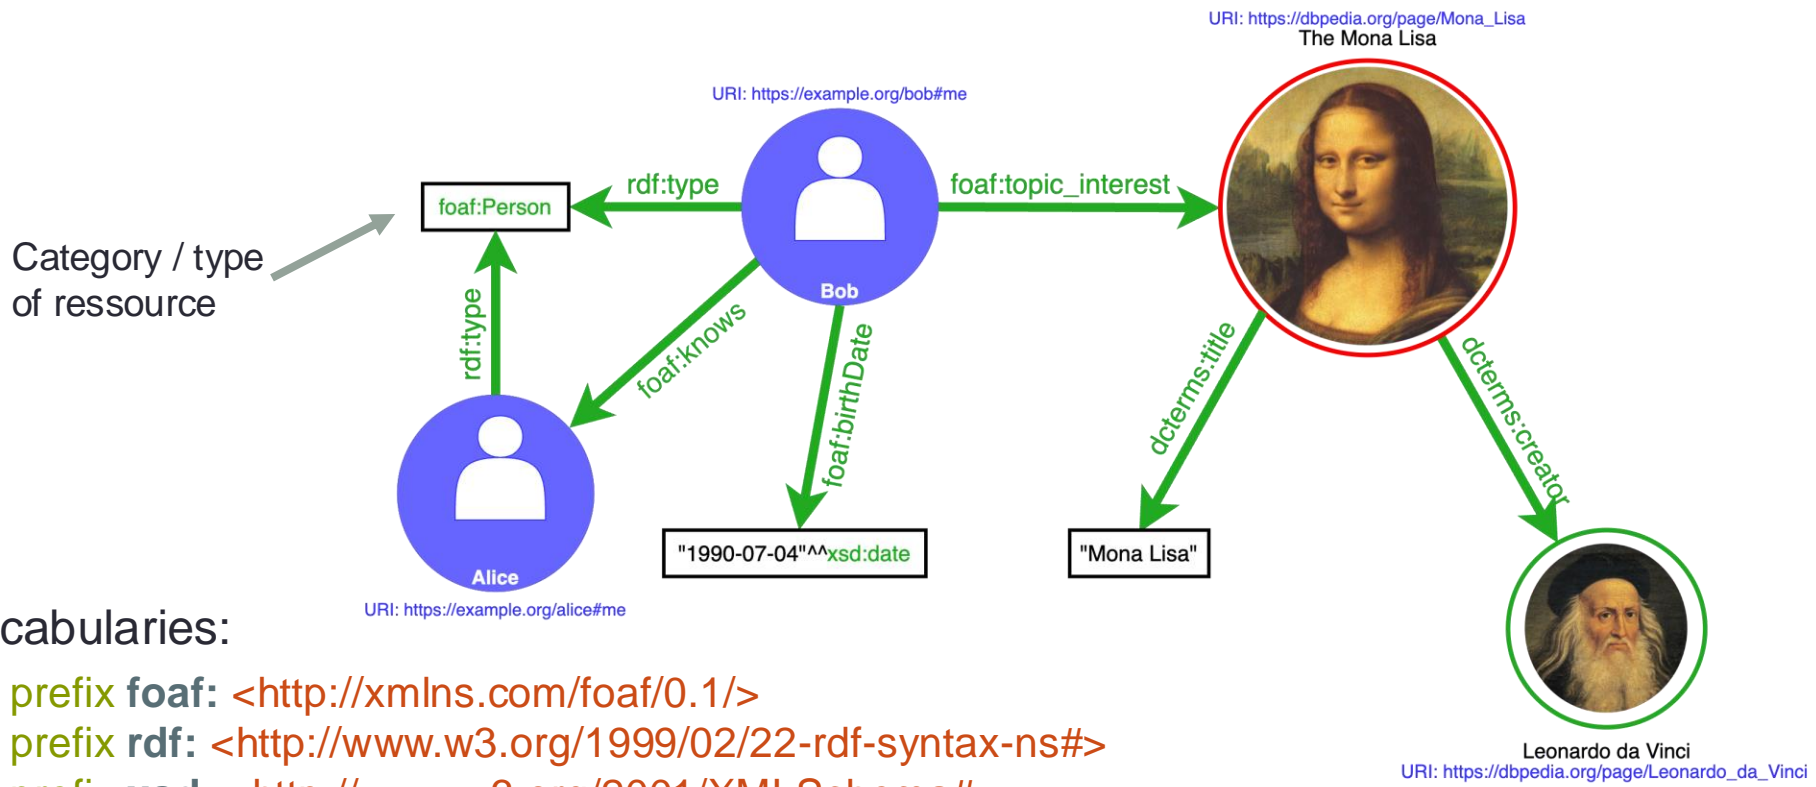 URI: https://dbpedia.org/page/Mona_Lisa
The Mona Lisa
URI: https://example.org/bob#me
rdf:type
foaf:topic_interest
foaf:Person
Category / type
of ressource
Bob
rdf:type
foaf:knows
foaf:birthDate
dcterms:title
dcterms:creator
"1990-07-04"^^xsd:date
"Mona Lisa"
Alice
URI: https://example.org/alice#me
cabularies:
prefix foaf: <http://xmlns.com/foaf/0.1/>
prefix rdf: <http://www.w3.org/1999/02/22-rdf-syntax-ns#>
Leonardo da Vinci
URI: https://dbpedia.org/page/Leonardo_da_Vinci